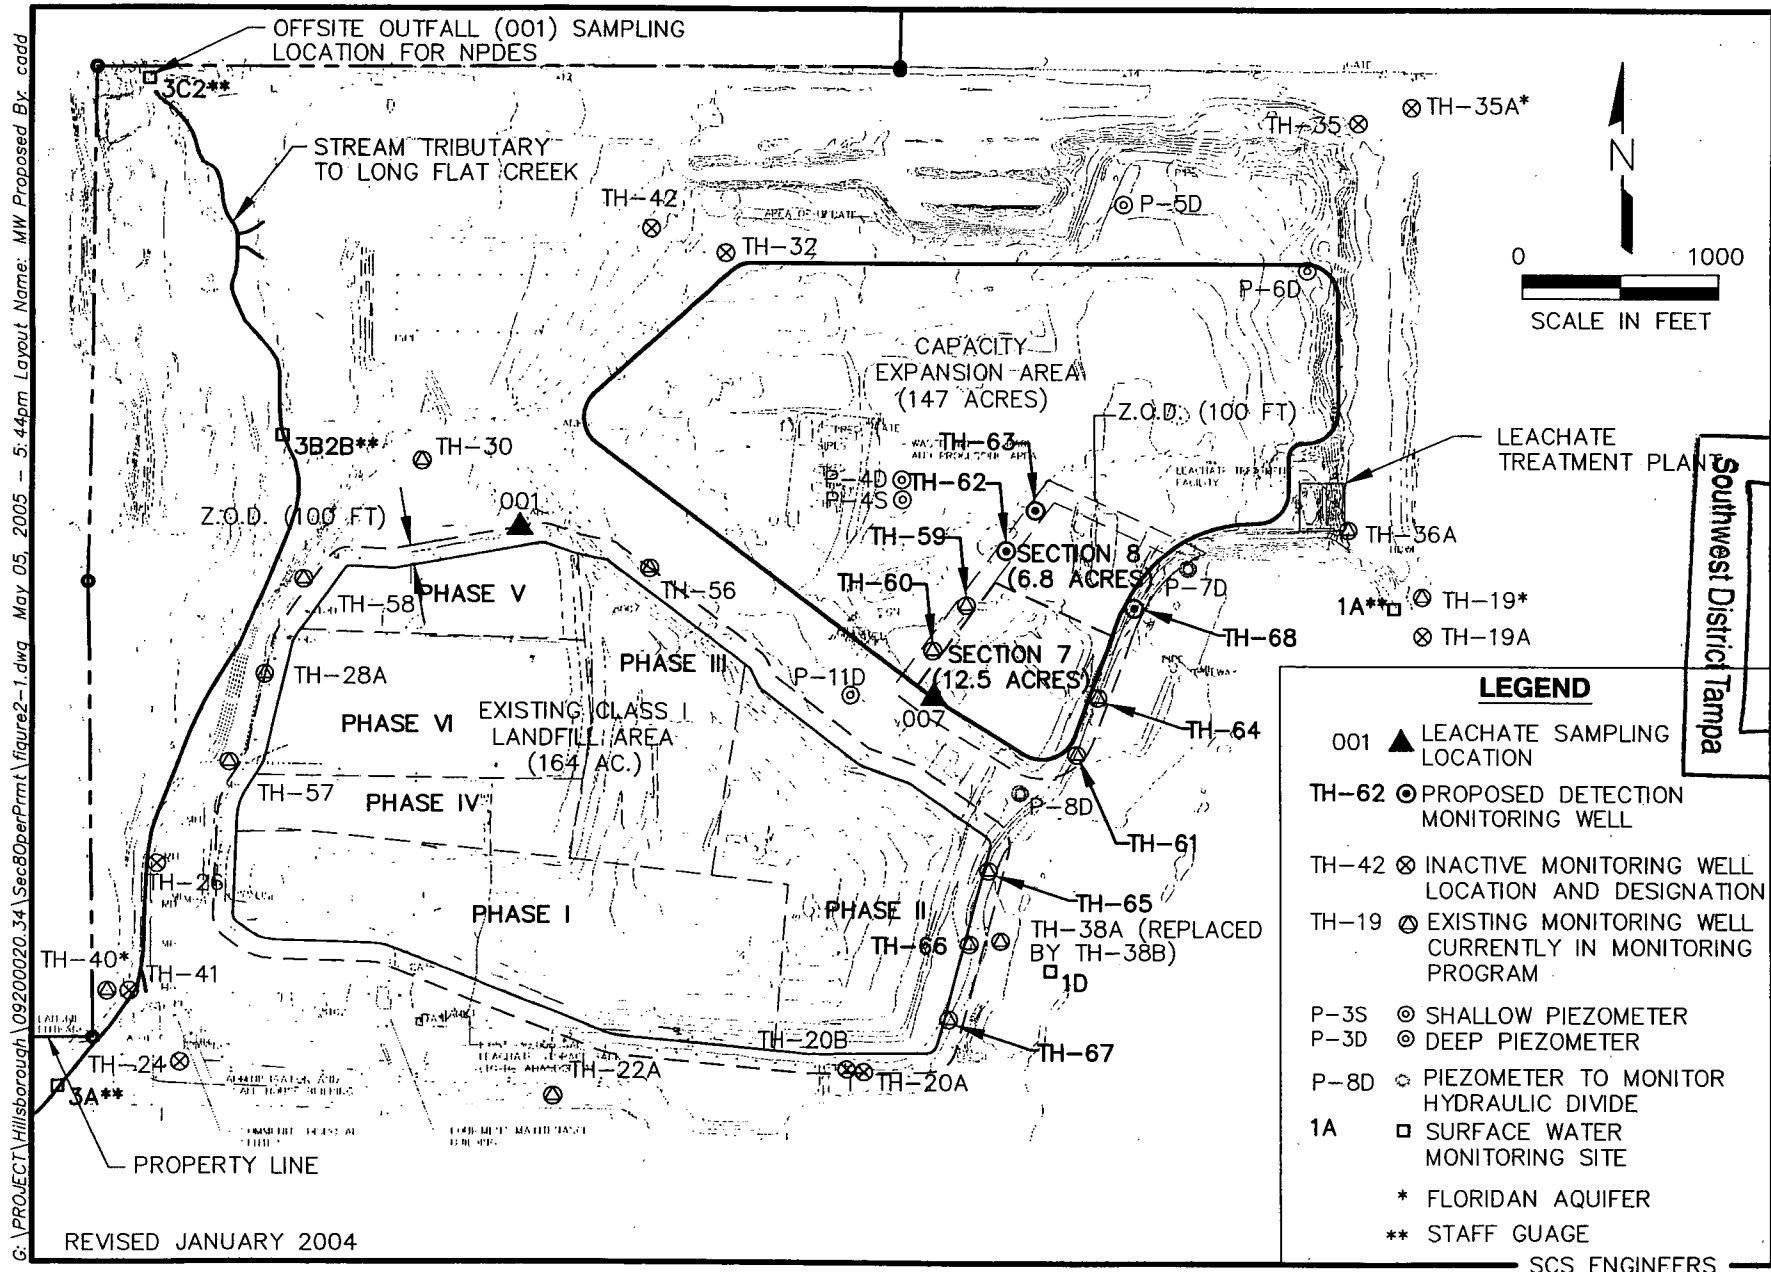 G: \PROJECT\Hillsborough\09200020.34\Sec8OperPrmt\figure2-1.dwg May 05, 2005 - 5:44pm Layout Name: MW Proposed By: cadd
OFFSITE OUTFALL (001) SAMPLING
LOCATION FOR NPDES
3C2**
STREAM TRIBUTARY
TO LONG FLAT CREEK
TH-42
TH-32
TH-35
TH-35A*
P-5D
P-6D
N
0 1000
SCALE IN FEET
CAPACITY
EXPANSION AREA
(147 ACRES)
Z.O.D. (100 FT)
LEACHATE
TREATMENT PLANT
Southwest District Tampa
3B2B**
TH-30
001
Z.O.D. (100 FT)
TH-63
P-4D
P-4S
TH-62
TH-59
TH-60
SECTION 8
(6.8 ACRES)
P-7D
TH-36A
1A**
TH-19*
TH-19A
TH-68
TH-58
PHASE V
TH-56
PHASE III
P-11D
SECTION 7
(12.5 ACRES)
007
TH-64
TH-28A
PHASE VI
EXISTING CLASS I
LANDFILL AREA
(164 AC.)
TH-57
PHASE IV
P-8D
TH-61
TH-26
PHASE I
PHASE II
TH-65
TH-38A (REPLACED
BY TH-38B)
TH-66
1D
TH-40*
TH-41
TH-67
TH-24
3A**
TH-22A
TH-20B
TH-20A
PROPERTY LINE
REVISED JANUARY 2004
LEGEND
001 LEACHATE SAMPLING
LOCATION
TH-62 PROPOSED DETECTION
MONITORING WELL
TH-42 INACTIVE MONITORING WELL
LOCATION AND DESIGNATION
TH-19 EXISTING MONITORING WELL
CURRENTLY IN MONITORING
PROGRAM
P-3S SHALLOW PIEZOMETER
P-3D DEEP PIEZOMETER
P-8D PIEZOMETER TO MONITOR
HYDRAULIC DIVIDE
1A SURFACE WATER
MONITORING SITE
* FLORIDAN AQUIFER
** STAFF GUAGE
SCS ENGINEERS